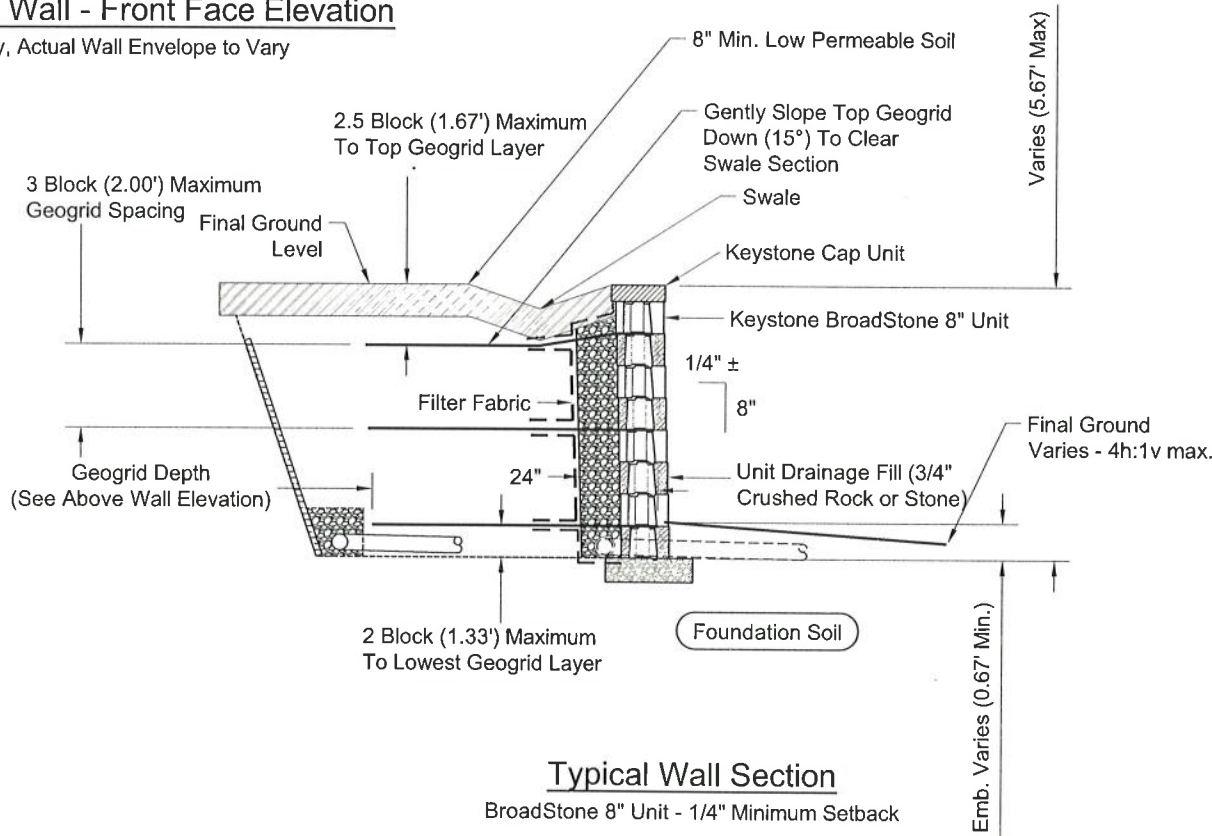 Wall - Front Face Elevation
, Actual Wall Envelope to Vary
8" Min. Low Permeable Soil
Varies (5.67' Max)
2.5 Block (1.67') Maximum
To Top Geogrid Layer
Gently Slope Top Geogrid
Down (15°) To Clear
Swale Section
3 Block (2.00') Maximum
Geogrid Spacing
Final Ground
Level
Swale
Keystone Cap Unit
Keystone BroadStone 8" Unit
1/4" ±
8"
Filter Fabric
Final Ground
Varies - 4h:1v max.
Geogrid Depth
(See Above Wall Elevation)
24"
Unit Drainage Fill (3/4"
Crushed Rock or Stone)
2 Block (1.33') Maximum
To Lowest Geogrid Layer
Foundation Soil
Emb. Varies (0.67' Min.)
Typical Wall Section
BroadStone 8" Unit - 1/4" Minimum Setback